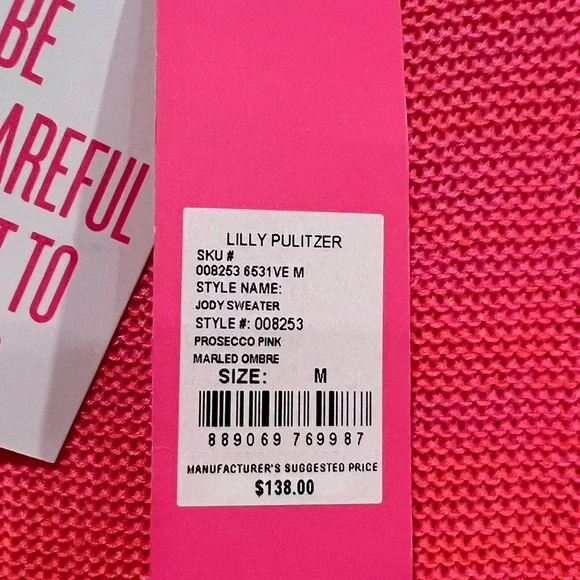 BE
CAREFUL
TO
LILLY PULITZER
SKU #
008253 6531VE M
STYLE NAME:
JODY SWEATER
STYLE #: 008253
PROSECCO PINK
MARLED OMBRE
SIZE: M
889069 769987
MANUFACTURER'S SUGGESTED PRICE
$138.00